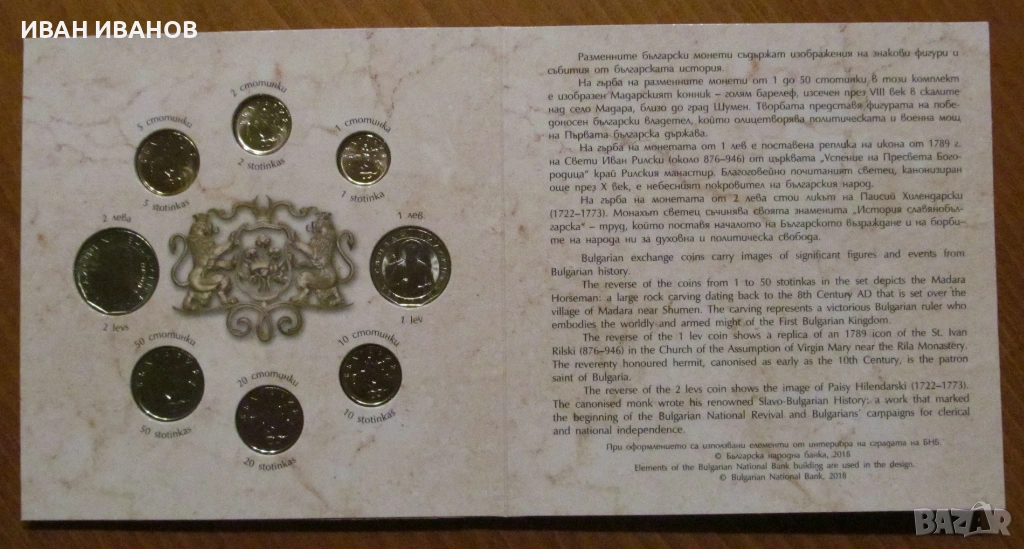 ИВАН ИВАНОВ
2 стотинки
2 stotinkas
5 стотинки
5 stotinkas
1 стотинка
1 stotinka
2 лева
2 levs
1 лев
1 lev
50 стотинки
50 stotinkas
10 стотинки
10 stotinkas
20 стотинки
20 stotinkas
Разменните български монети съдържат изображения на знакови фигури и
събития от българската история.
На гърба на разменните монети от 1 до 50 стотинки в този комплект
е изобразен Мадарският конник – голям барелеф, изсечен през VIII век в скалите
над село Мадара, близо до град Шумен. Творбата представя фигурата на побе-
доносен български владетел, който олицетворява политическата и военна мощ
на Първата българска държава.
На гърба на монетата от 1 лев е поставена реплика на икона от 1789 г.
на Свети Иван Рилски (около 876–946) от църквата „Успение на Пресвета Бого-
родица“ край Рилския манастир. Благоговейно почитаният светец, канонизиран
още през X век, е небесният покровител на българския народ.
На гърба на монетата от 2 лева стои ликът на Паисий Хилендарски
(1722–1773). Монахът светец съчинява своята знаменита „История славянобъл-
гарска“ – труд, който поставя началото на Българското възраждане и на борби-
те на народа ни за духовна и политическа свобода.
Bulgarian exchange coins carry images of significant figures and events from
Bulgarian history.
The reverse of the coins from 1 to 50 stotinkas in the set depicts the Madara
Horseman: a large rock carving dating back to the 8th Century AD that is set over the
village of Madara near Shumen. The carving represents a victorious Bulgarian ruler who
embodies the worldly and armed might of the First Bulgarian Kingdom.
The reverse of the 1 lev coin shows a replica of an 1789 icon of the St. Ivan
Rilski (876–946) in the Church of the Assumption of Virgin Mary near the Rila Monastery.
The reverenty honoured hermit, canonised as early as the 10th Century, is the patron
saint of Bulgaria.
The reverse of the 2 levs coin shows the image of Paisy Hilendarski (1722–1773).
The canonised monk wrote his renowned Slavo-Bulgarian History: a work that marked
the beginning of the Bulgarian National Revival and Bulgarians' campaigns for clerical
and national independence.
При оформлението са използвани елементи от интериора на сградата на БНБ.
© Българска народна банка, 2018
Elements of the Bulgarian National Bank building are used in the design.
© Bulgarian National Bank, 2018
BAZAR